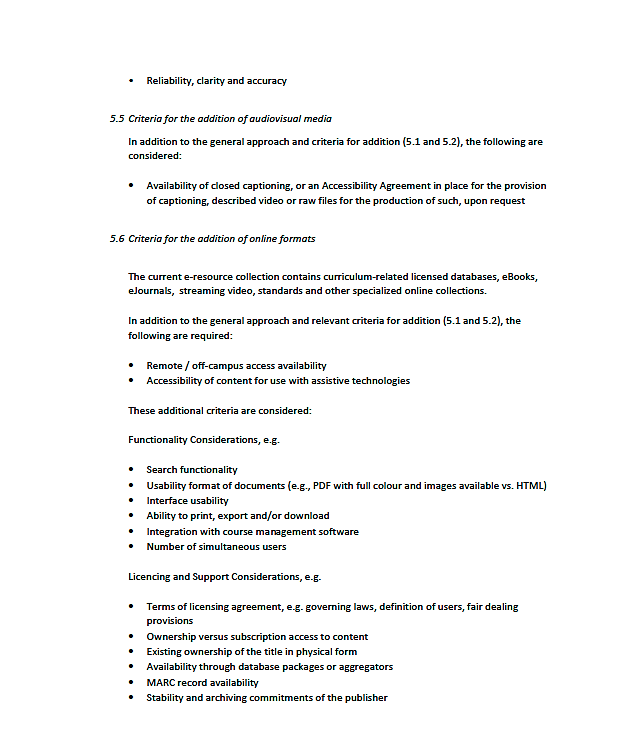 • Reliability, clarity and accuracy
5.5 Criteria for the addition of audiovisual media
In addition to the general approach and criteria for addition (5.1 and 5.2), the following are
considered:
• Availability of closed captioning, or an Accessibility Agreement in place for the provision
of captioning, described video or raw files for the production of such, upon request
5.6 Criteria for the addition of online formats
The current e-resource collection contains curriculum-related licensed databases, eBooks,
eJournals, streaming video, standards and other specialized online collections.
In addition to the general approach and relevant criteria for addition (5.1 and 5.2), the
following are required:
• Remote / off-campus access availability
• Accessibility of content for use with assistive technologies
These additional criteria are considered:
Functionality Considerations, e.g.
• Search functionality
• Usability format of documents (e.g., PDF with full colour and images available vs. HTML)
• Interface usability
• Ability to print, export and/or download
• Integration with course management software
• Number of simultaneous users
Licencing and Support Considerations, e.g.
• Terms of licensing agreement, e.g. governing laws, definition of users, fair dealing
provisions
• Ownership versus subscription access to content
• Existing ownership of the title in physical form
• Availability through database packages or aggregators
• MARC record availability
• Stability and archiving commitments of the publisher